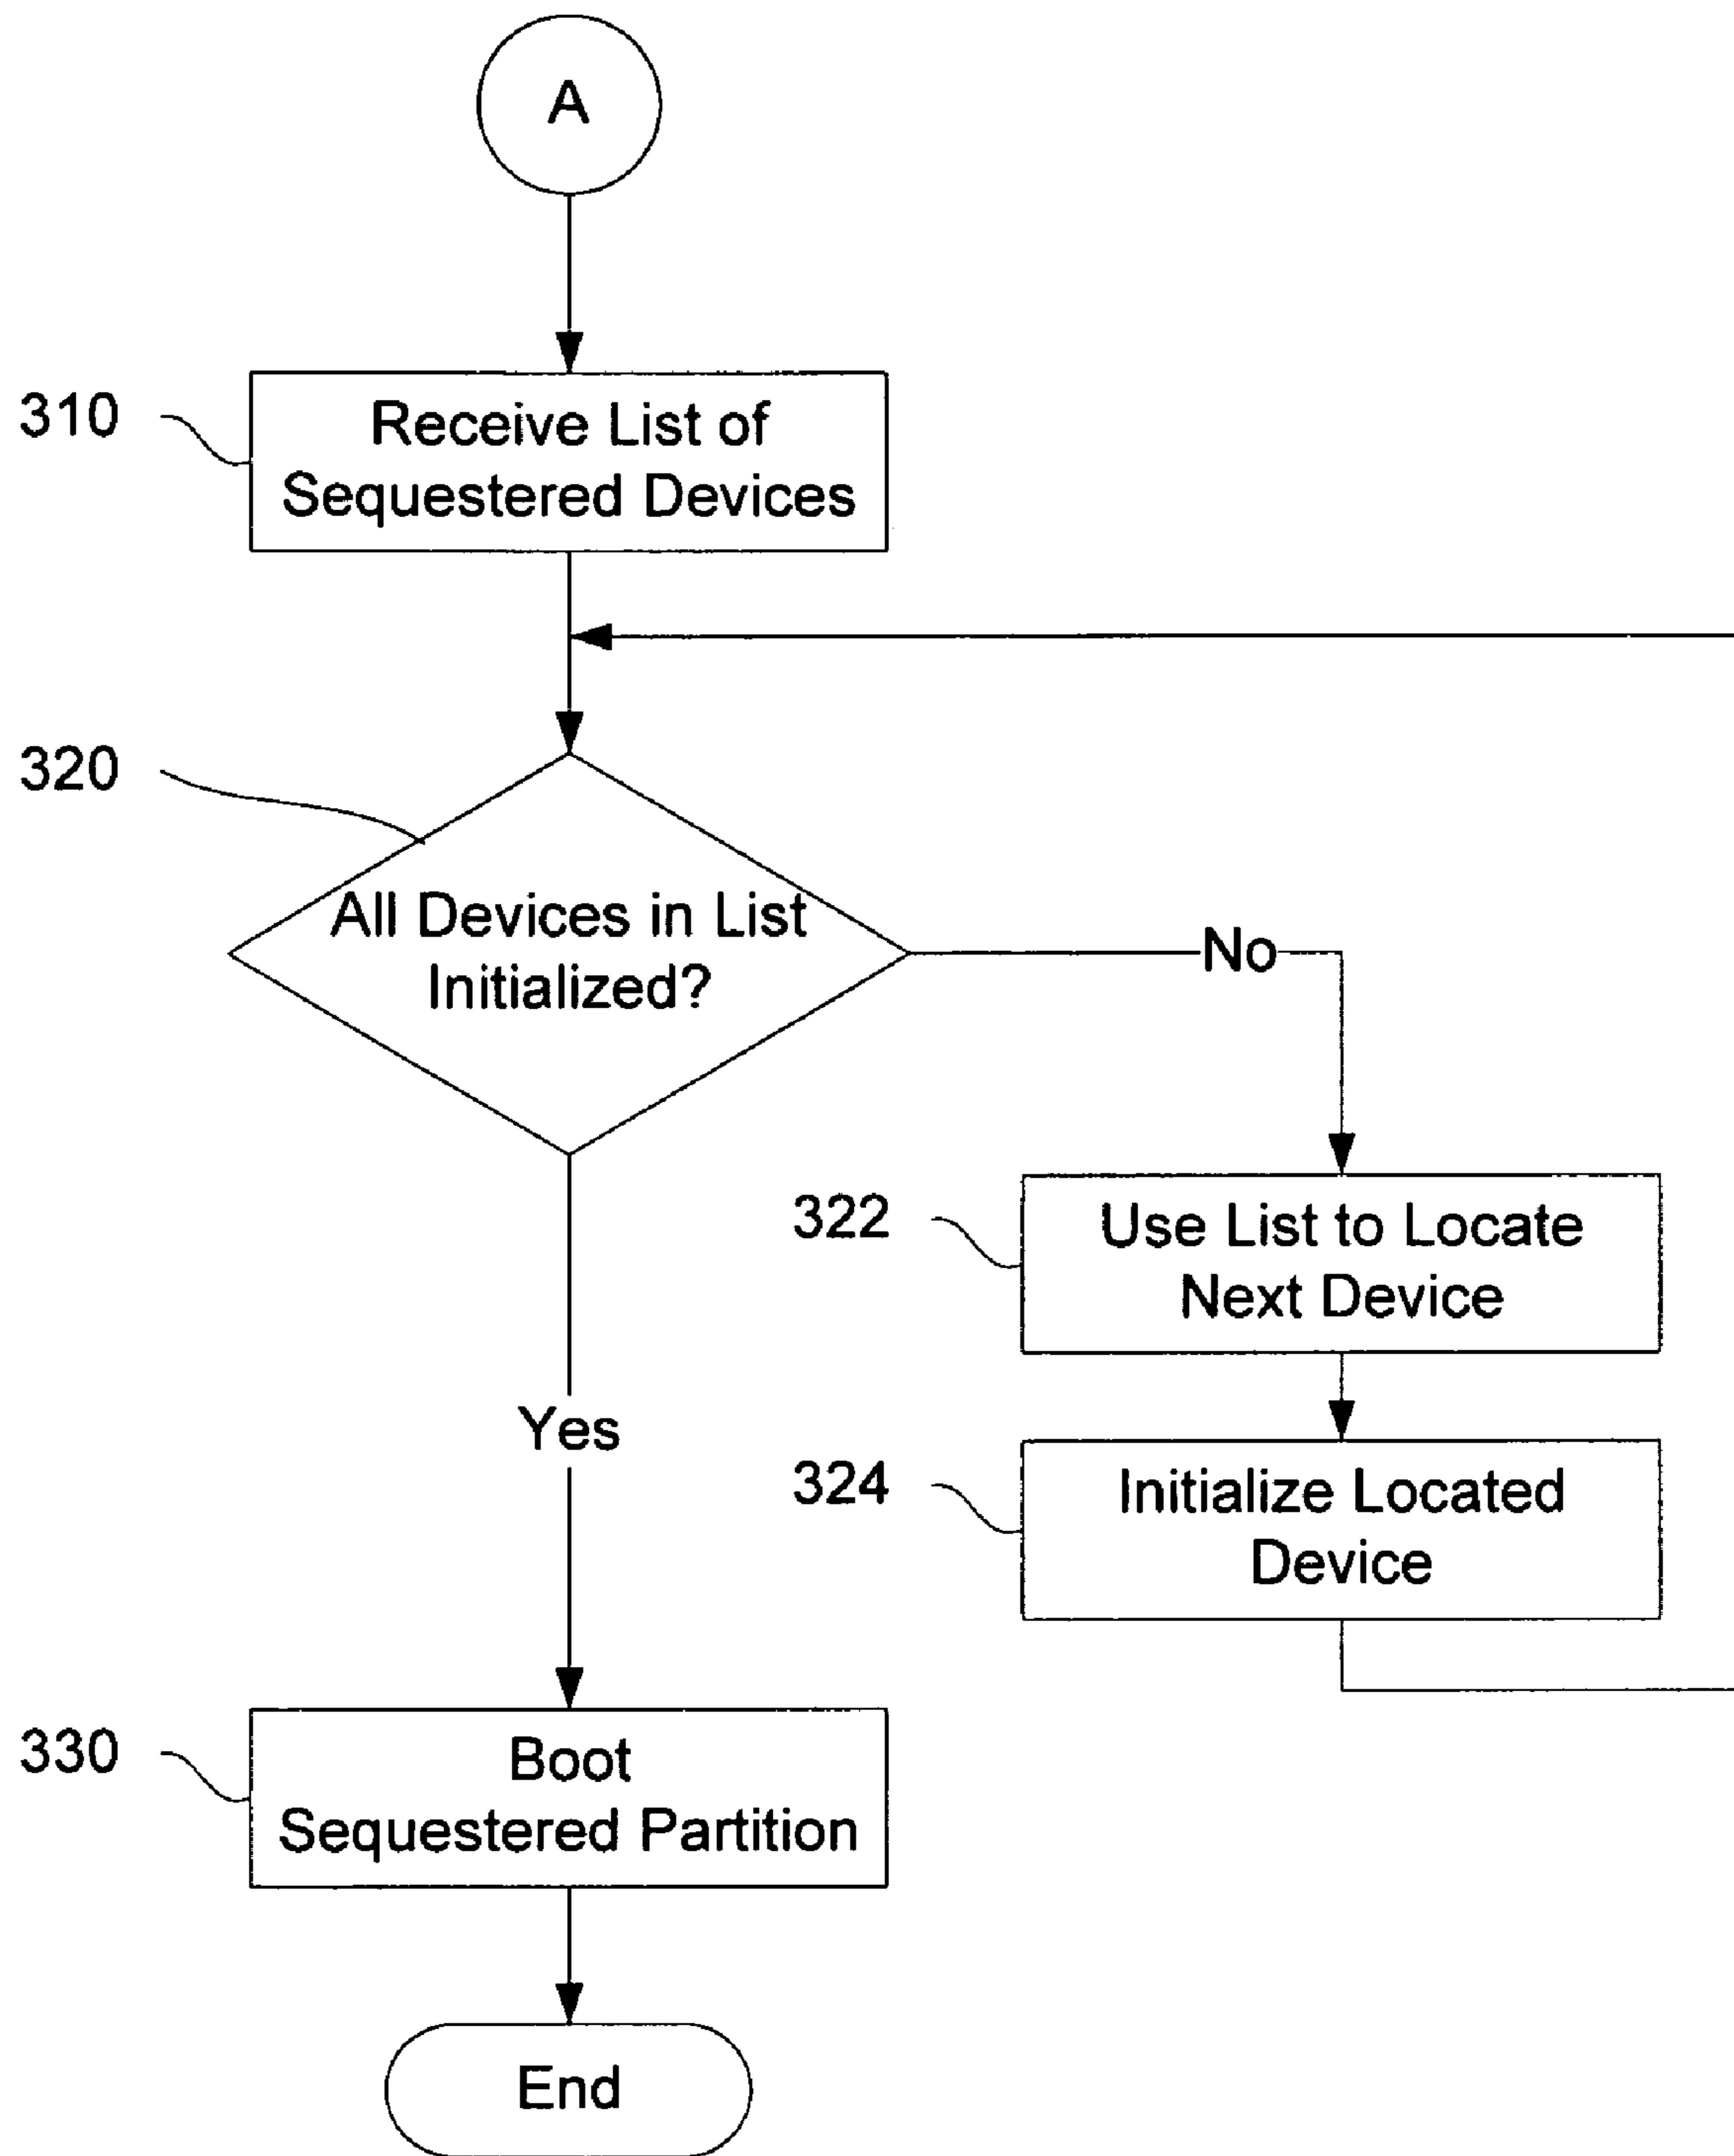 A
310
Receive List of
Sequestered Devices
320
All Devices in List
Initialized?
No
322
Use List to Locate
Next Device
324
Initialize Located
Device
Yes
330
Boot
Sequestered Partition
End